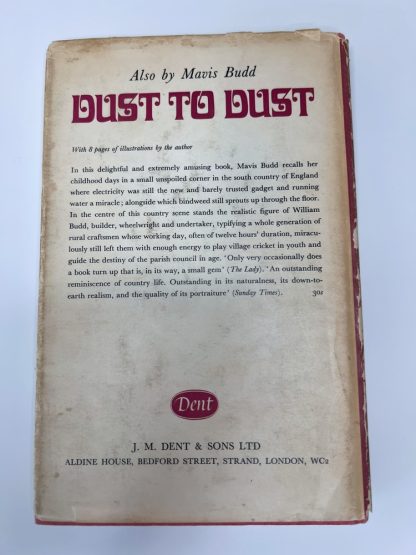 Also by Mavis Budd
DUST TO DUST
With 8 pages of illustrations by the author
In this delightful and extremely amusing book, Mavis Budd recalls her
childhood days in a small unspoiled corner in the south country of England
where electricity was still the new and barely trusted gadget and running
water a miracle; alongside which bindweed still sprouts up through the floor.
In the centre of this country scene stands the realistic figure of William
Budd, builder, wheelwright and undertaker, typifying a whole generation of
rural craftsmen whose working day, often of twelve hours' duration, miracu-
lously still left them with enough energy to play village cricket in youth and
guide the destiny of the parish council in age. 'Only very occasionally does
a book turn up that is, in its way, a small gem' (The Lady). 'An outstanding
reminiscence of country life. Outstanding in its naturalness, its down-to-
earth realism, and the quality of its portraiture' (Sunday Times). 30s
Dent
J. M. DENT & SONS LTD
ALDINE HOUSE, BEDFORD STREET, STRAND, LONDON, WC2